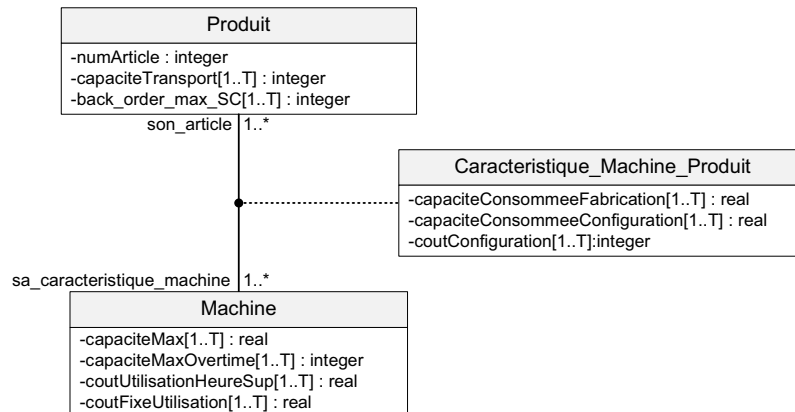 Produit
-numArticle : integer
-capaciteTransport[1..T] : integer
-back_order_max_SC[1..T] : integer
son_article 1..*
Caracteristique_Machine_Produit
-capaciteConsommeeFabrication[1..T] : real
-capaciteConsommeeConfiguration[1..T] : real
-coutConfiguration[1..T]:integer
sa_caracteristique_machine 1..*
Machine
-capaciteMax[1..T] : real
-capaciteMaxOvertime[1..T] : integer
-coutUtilisationHeureSup[1..T] : real
-coutFixeUtilisation[1..T] : real